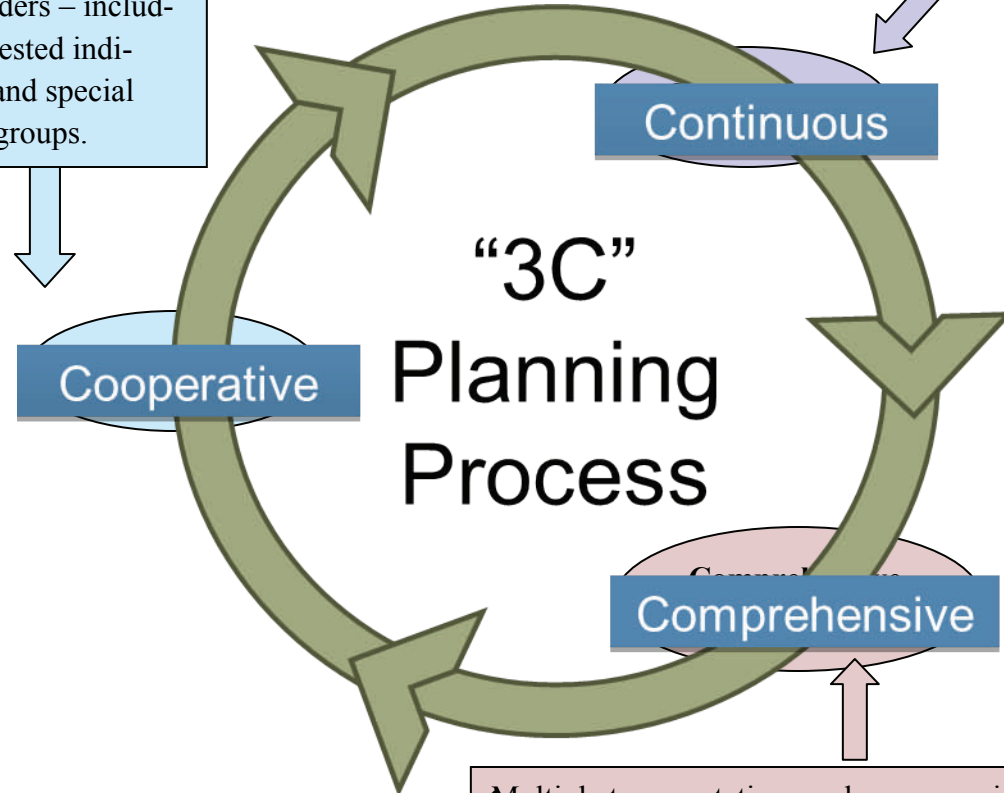 ders – includ-
ested indi-
and special
groups.
Continuous
“3C”
Planning
Process
Cooperative
Comprehensive